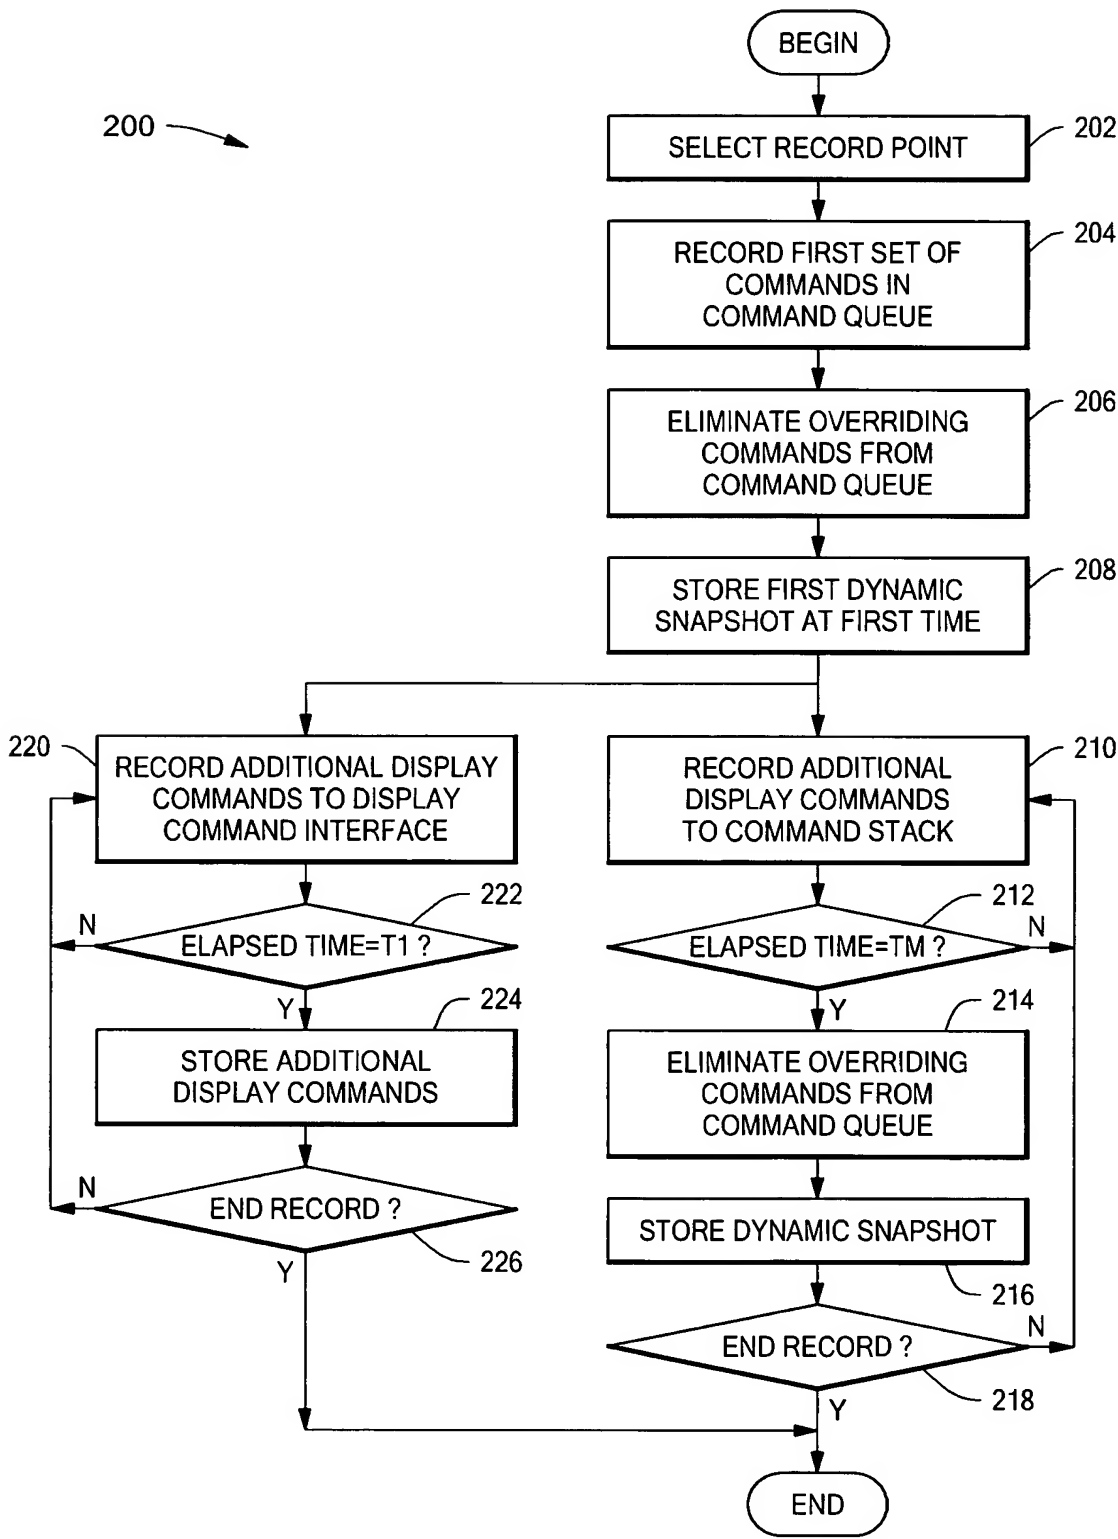 BEGIN
200
SELECT RECORD POINT
202
RECORD FIRST SET OF
COMMANDS IN
COMMAND QUEUE
204
ELIMINATE OVERRIDING
COMMANDS FROM
COMMAND QUEUE
206
STORE FIRST DYNAMIC
SNAPSHOT AT FIRST TIME
208
220
RECORD ADDITIONAL DISPLAY
COMMANDS TO DISPLAY
COMMAND INTERFACE
222
N
ELAPSED TIME=T1 ?
Y
224
STORE ADDITIONAL
DISPLAY COMMANDS
N
END RECORD ?
226
Y
210
RECORD ADDITIONAL
DISPLAY COMMANDS
TO COMMAND STACK
212
ELAPSED TIME=TM ?
N
Y
214
ELIMINATE OVERRIDING
COMMANDS FROM
COMMAND QUEUE
STORE DYNAMIC SNAPSHOT
216
END RECORD ?
N
218
Y
END